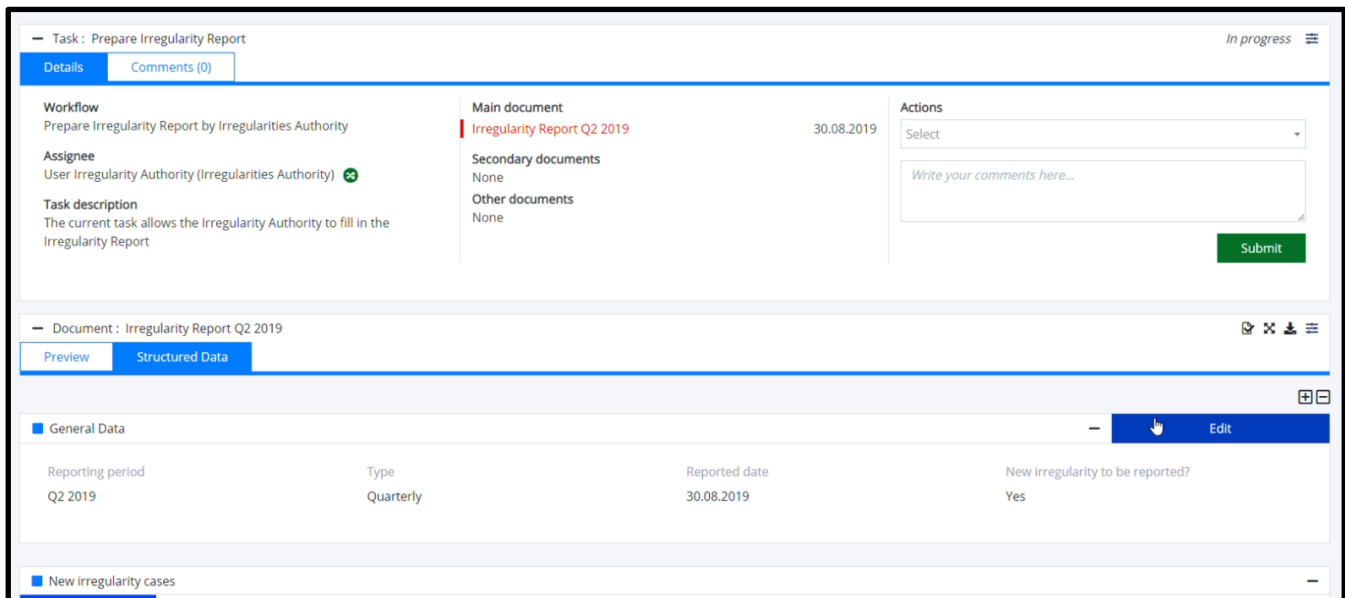 Task : Prepare Irregularity Report
In progress
Details
Comments (0)
Workflow
Prepare Irregularity Report by Irregularities Authority
Assignee
User Irregularity Authority (Irregularities Authority)
Task description
The current task allows the Irregularity Authority to fill in the
Irregularity Report
Main document
Irregularity Report Q2 2019
30.08.2019
Secondary documents
None
Other documents
None
Actions
Select
Write your comments here...
Submit
Document : Irregularity Report Q2 2019
Preview
Structured Data
General Data
Edit
Reporting period
Q2 2019
Type
Quarterly
Reported date
30.08.2019
New irregularity to be reported?
Yes
New irregularity cases